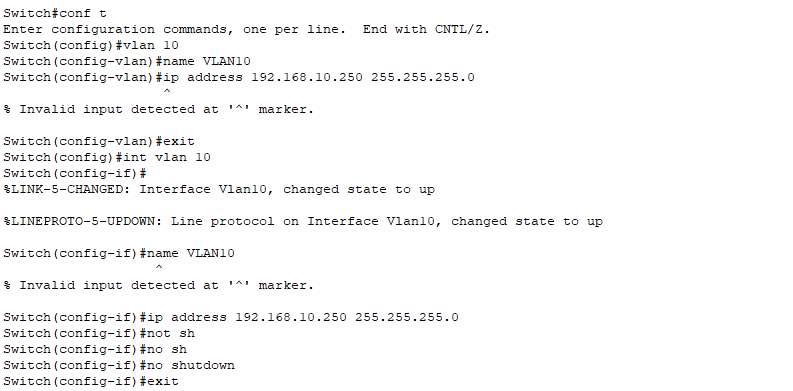 Switch#conf t
Enter configuration commands, one per line.  End with CNTL/Z.
Switch(config)#vlan 10
Switch(config-vlan)#name VLAN10
Switch(config-vlan)#ip address 192.168.10.250 255.255.255.0
^
% Invalid input detected at '^' marker.
Switch(config-vlan)#exit
Switch(config)#int vlan 10
Switch(config-if)#
%LINK-5-CHANGED: Interface Vlan10, changed state to up
%LINEPROTO-5-UPDOWN: Line protocol on Interface Vlan10, changed state to up
Switch(config-if)#name VLAN10
^
% Invalid input detected at '^' marker.
Switch(config-if)#ip address 192.168.10.250 255.255.255.0
Switch(config-if)#not sh
Switch(config-if)#no sh
Switch(config-if)#no shutdown
Switch(config-if)#exit